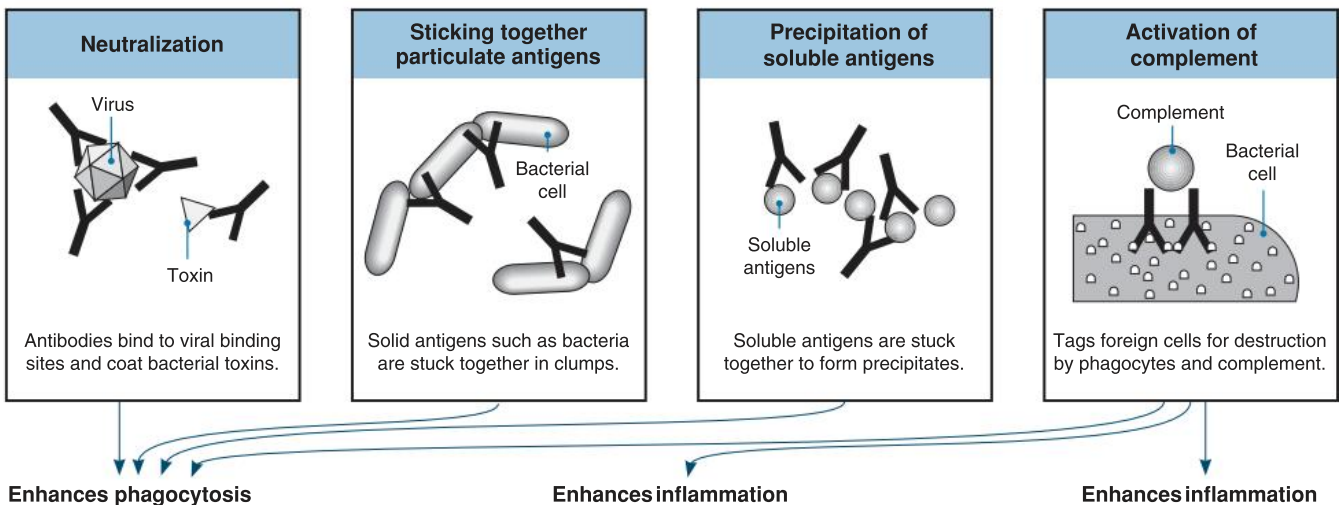 Neutralization
Virus
Toxin
Antibodies bind to viral binding
sites and coat bacterial toxins.
Sticking together
particulate antigens
Bacterial
cell
Solid antigens such as bacteria
are stuck together in clumps.
Precipitation of
soluble antigens
Soluble
antigens
Soluble antigens are stuck
together to form precipitates.
Activation of
complement
Complement
Bacterial
cell
Tags foreign cells for destruction
by phagocytes and complement.
Enhances phagocytosis
Enhances inflammation
Enhances inflammation